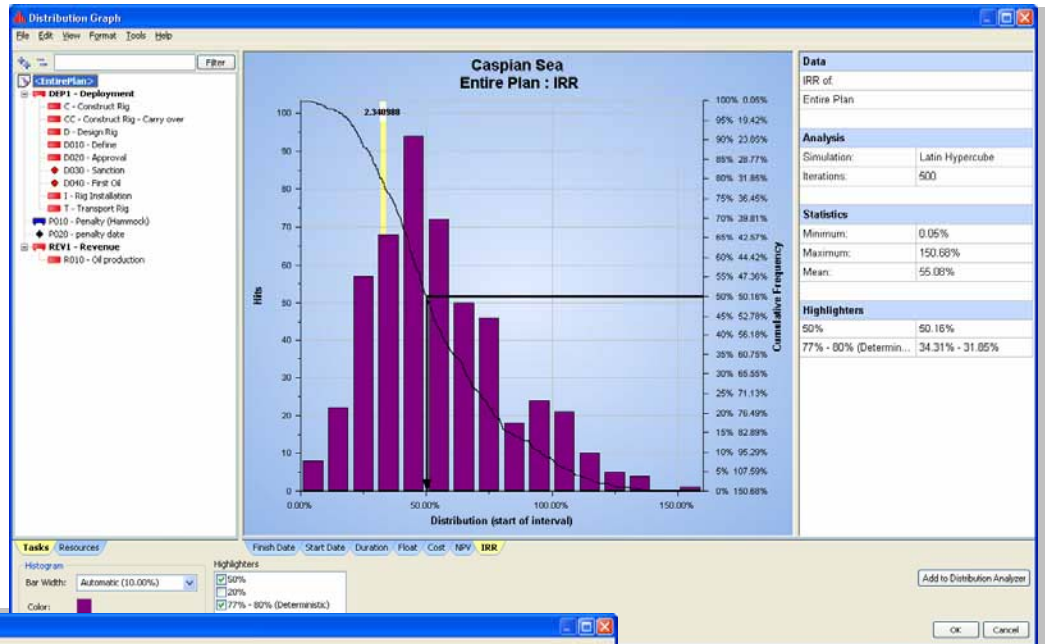 Distribution Graph
File Edit View Format Tools Help
Filter
<EntirePlan>
DEP1 - Deployment
C - Construct Rig
CC - Construct Rig - Carry over
D - Design Rig
D010 - Define
D020 - Approval
D030 - Sanction
D040 - First Oil
I - Rig Installation
T - Transport Rig
P010 - Penalty (Hammock)
P020 - penalty date
REV1 - Revenue
R010 - Oil production
Caspian Sea
Entire Plan : IRR
2.340988
Hits
100
90
80
70
60
50
40
30
20
10
0
0.00%
50.00%
100.00%
150.00%
Distribution (start of interval)
100% 0.05%
95% 19.42%
90% 23.85%
85% 28.77%
80% 31.85%
75% 36.45%
70% 39.81%
65% 42.57%
60% 44.42%
55% 47.36%
50% 50.16%
45% 52.78%
40% 56.18%
35% 60.75%
30% 65.55%
25% 71.13%
20% 76.49%
15% 82.89%
10% 95.29%
5% 107.59%
0% 150.68%
Cumulative Frequency
Data
IRR of.
Entire Plan
Analysis
Simulation: Latin Hypercube
Iterations: 500
Statistics
Minimum: 0.05%
Maximum: 150.68%
Mean: 55.08%
Highlighters
50% 50.16%
77% - 80% (Determin... 34.31% - 31.85%
Tasks Resources
Finish Date Start Date Duration Float Cost NPV IRR
Histogram
Bar Width: Automatic (10.00%)
Color:
Highlighters
50%
20%
77% - 80% (Deterministic)
Add to Distribution Analyzer
OK Cancel